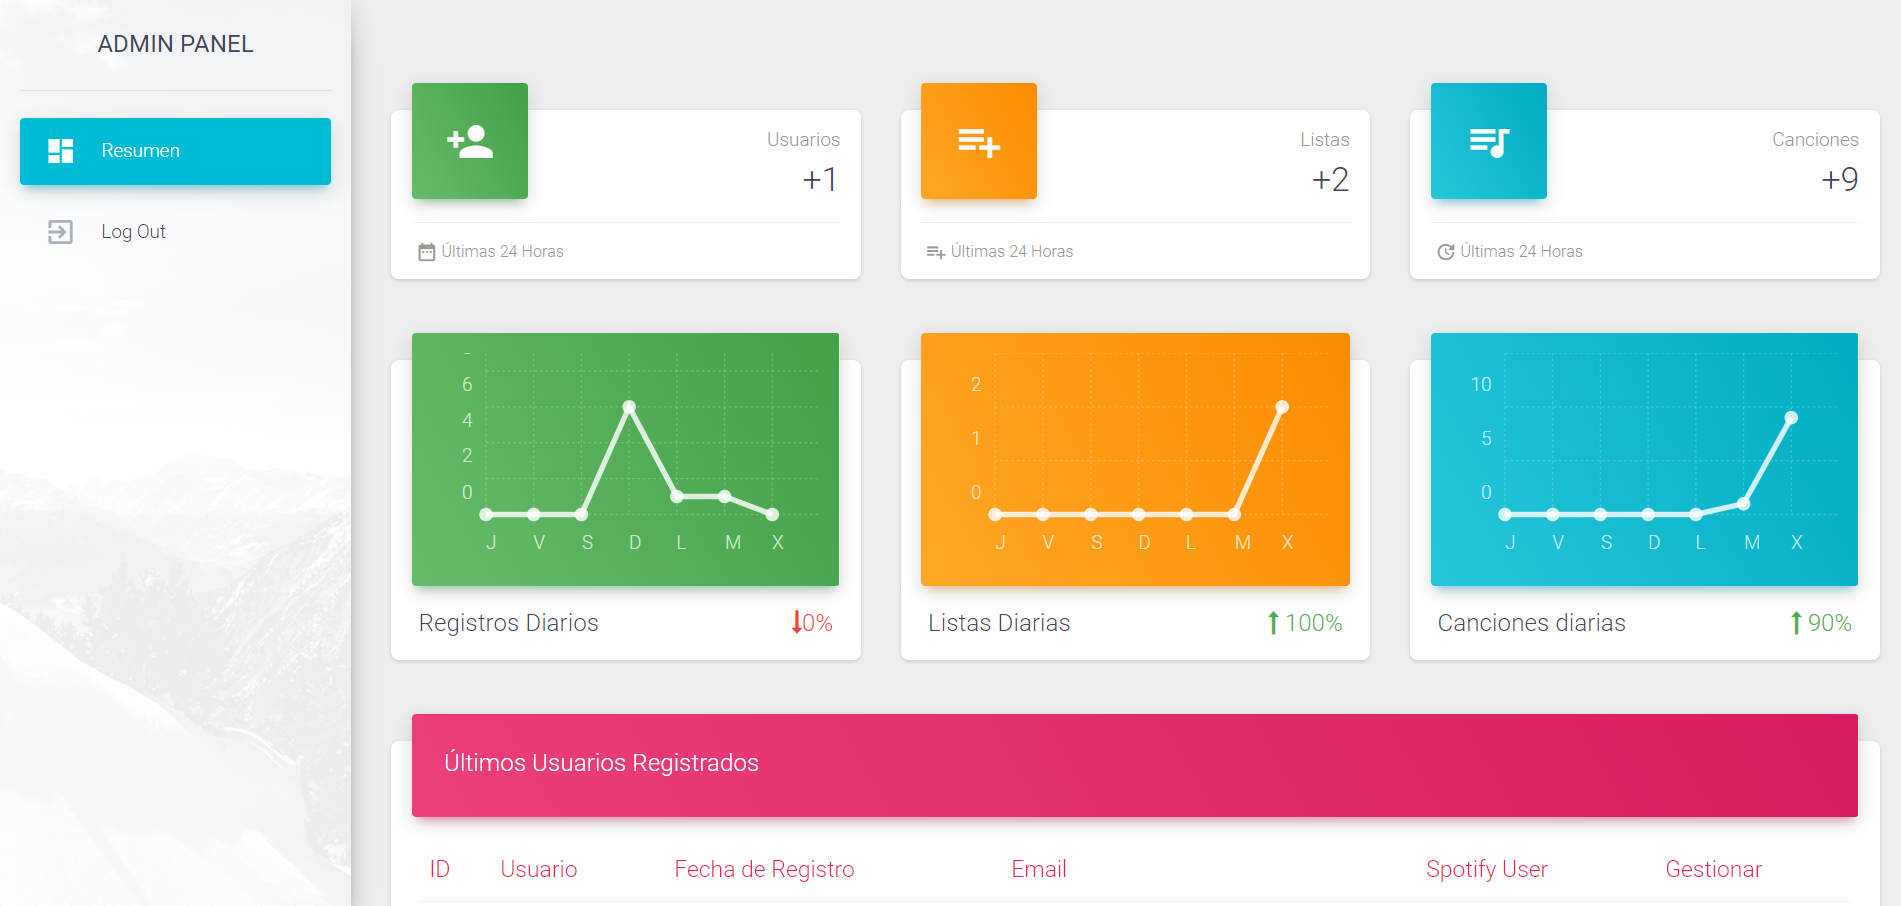 ADMIN PANEL
Resumen
Log Out
Usuarios
+1
Últimas 24 Horas
Listas
+2
Últimas 24 Horas
Canciones
+9
Últimas 24 Horas
6
4
2
0
J V S D L M X
Registros Diarios 0%
2
1
0
J V S D L M X
Listas Diarias 100%
10
5
0
J V S D L M X
Canciones diarias 90%
Últimos Usuarios Registrados
ID Usuario Fecha de Registro Email Spotify User Gestionar